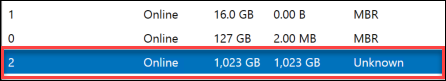 1 Online 16.0 GB 0.00 B MBR
0 Online 127 GB 2.00 MB MBR
2 Online 1,023 GB 1,023 GB Unknown